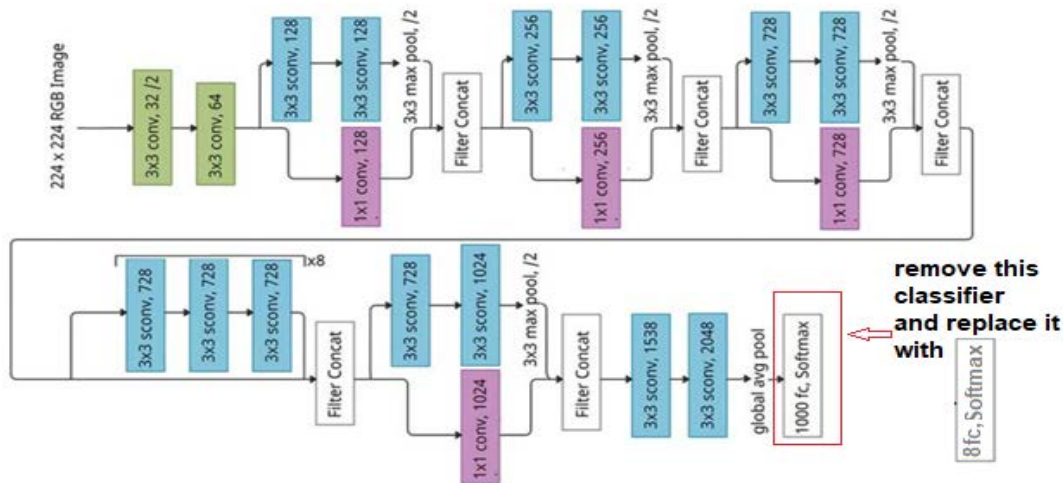 224 x 224 RGB Image
3x3 conv, 32 /2
3x3 conv, 64
3x3 sconv, 128
3x3 sconv, 128
3x3 max pool, /2
1x1 conv, 128
Filter Concat
3x3 sconv, 256
3x3 sconv, 256
3x3 max pool, /2
1x1 conv, 256
Filter Concat
3x3 sconv, 728
3x3 sconv, 728
3x3 max pool, /2
1x1 conv, 728
Filter Concat
3x3 sconv, 728
3x3 sconv, 728
3x3 sconv, 728
x8
Filter Concat
3x3 sconv, 728
3x3 sconv, 1024
3x3 max pool, /2
1x1 conv, 1024
Filter Concat
3x3 sconv, 1538
3x3 sconv, 2048
global avg pool
1000 fc, Softmax
remove this
classifier
and replace it
with
8fc, Softmax